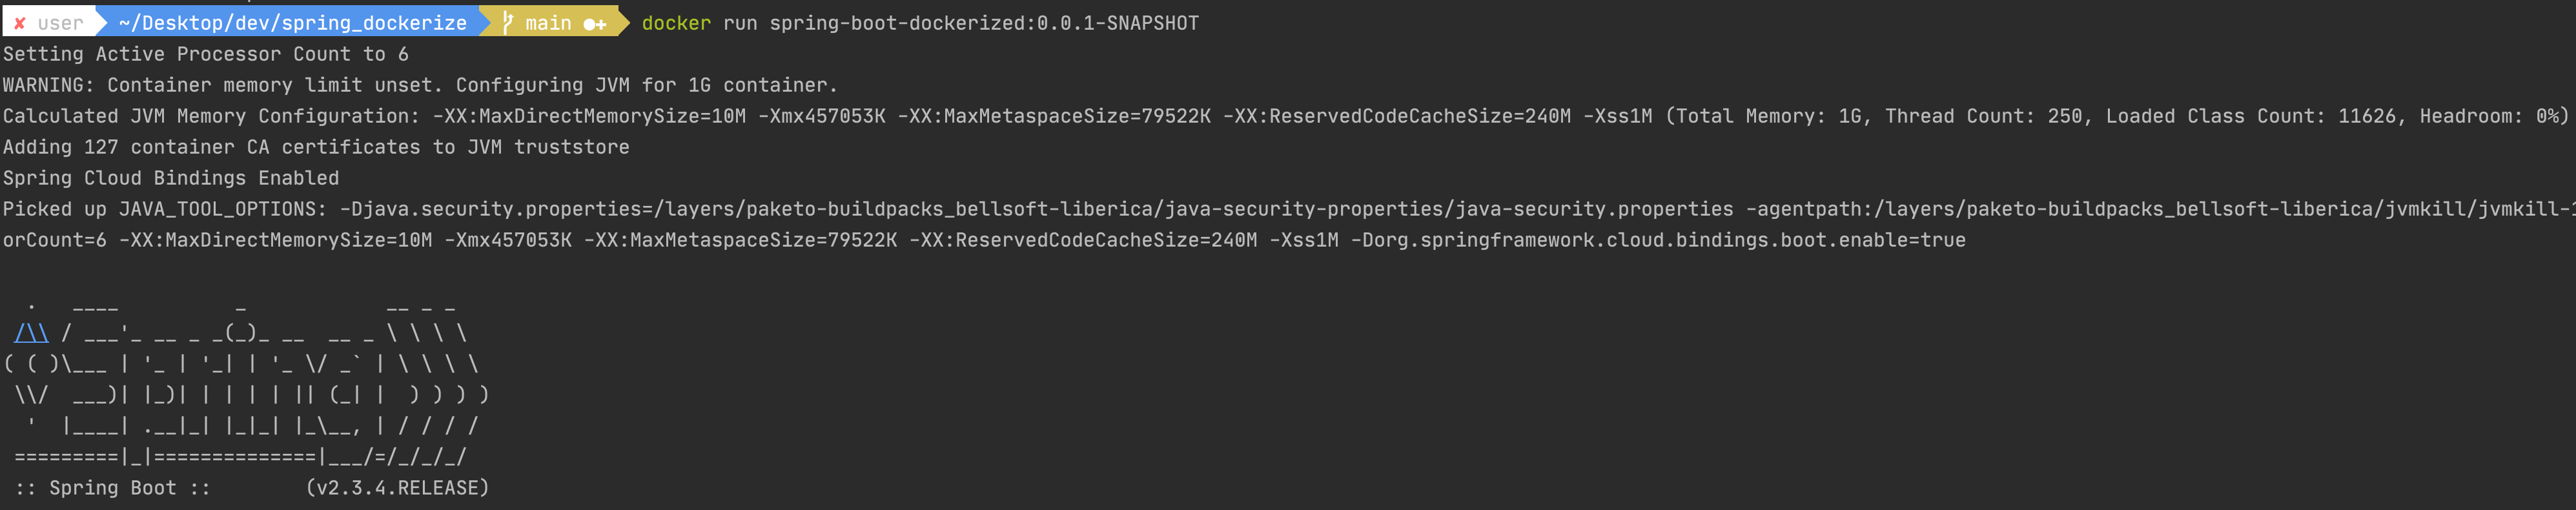 ✘ user ~/Desktop/dev/spring_dockerize main ●+ docker run spring-boot-dockerized:0.0.1-SNAPSHOT
Setting Active Processor Count to 6
WARNING: Container memory limit unset. Configuring JVM for 1G container.
Calculated JVM Memory Configuration: -XX:MaxDirectMemorySize=10M -Xmx457053K -XX:MaxMetaspaceSize=79522K -XX:ReservedCodeCacheSize=240M -Xss1M (Total Memory: 1G, Thread Count: 250, Loaded Class Count: 11626, Headroom: 0%)
Adding 127 container CA certificates to JVM truststore
Spring Cloud Bindings Enabled
Picked up JAVA_TOOL_OPTIONS: -Djava.security.properties=/layers/paketo-buildpacks_bellsoft-liberica/java-security-properties/java-security.properties -agentpath:/layers/paketo-buildpacks_bellsoft-liberica/jvmkill/jvmkill-1
orCount=6 -XX:MaxDirectMemorySize=10M -Xmx457053K -XX:MaxMetaspaceSize=79522K -XX:ReservedCodeCacheSize=240M -Xss1M -Dorg.springframework.cloud.bindings.boot.enable=true
  .   ____          _            __ _ _
 /\\ / ___'_ __ _ _(_)_ __  __ _ \ \ \ \
( ( )\___ | '_ | '_| | '_ \/ _` | \ \ \ \
 \\/  ___)| |_)| | | | | || (_| |  ) ) ) )
  '  |____| .__|_| |_|_| |_\__, | / / / /
 =========|_|==============|___/=/_/_/_/
 :: Spring Boot ::        (v2.3.4.RELEASE)